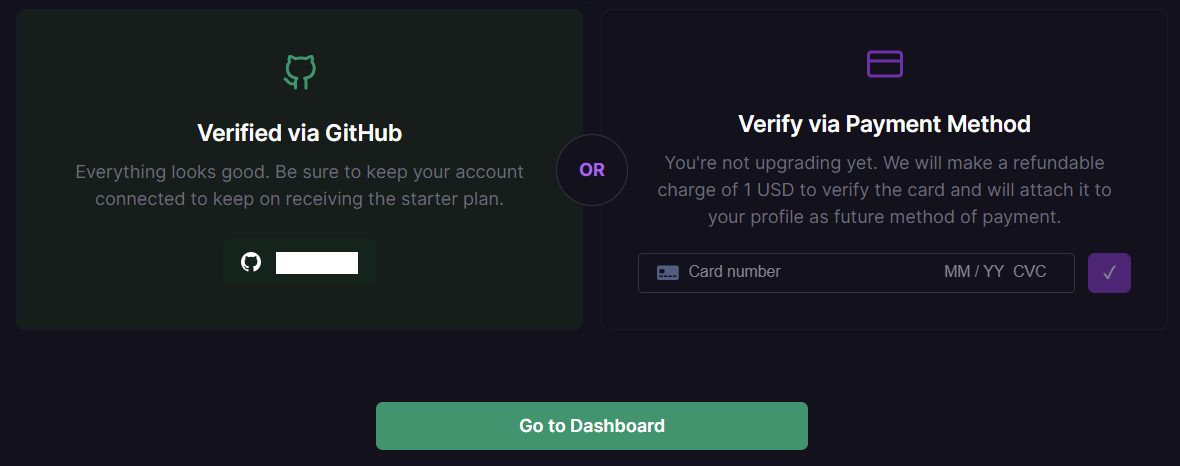 Verified via GitHub
Everything looks good. Be sure to keep your account
connected to keep on receiving the starter plan.
OR
Verify via Payment Method
You're not upgrading yet. We will make a refundable
charge of 1 USD to verify the card and will attach it to
your profile as future method of payment.
Card number MM / YY CVC
Go to Dashboard